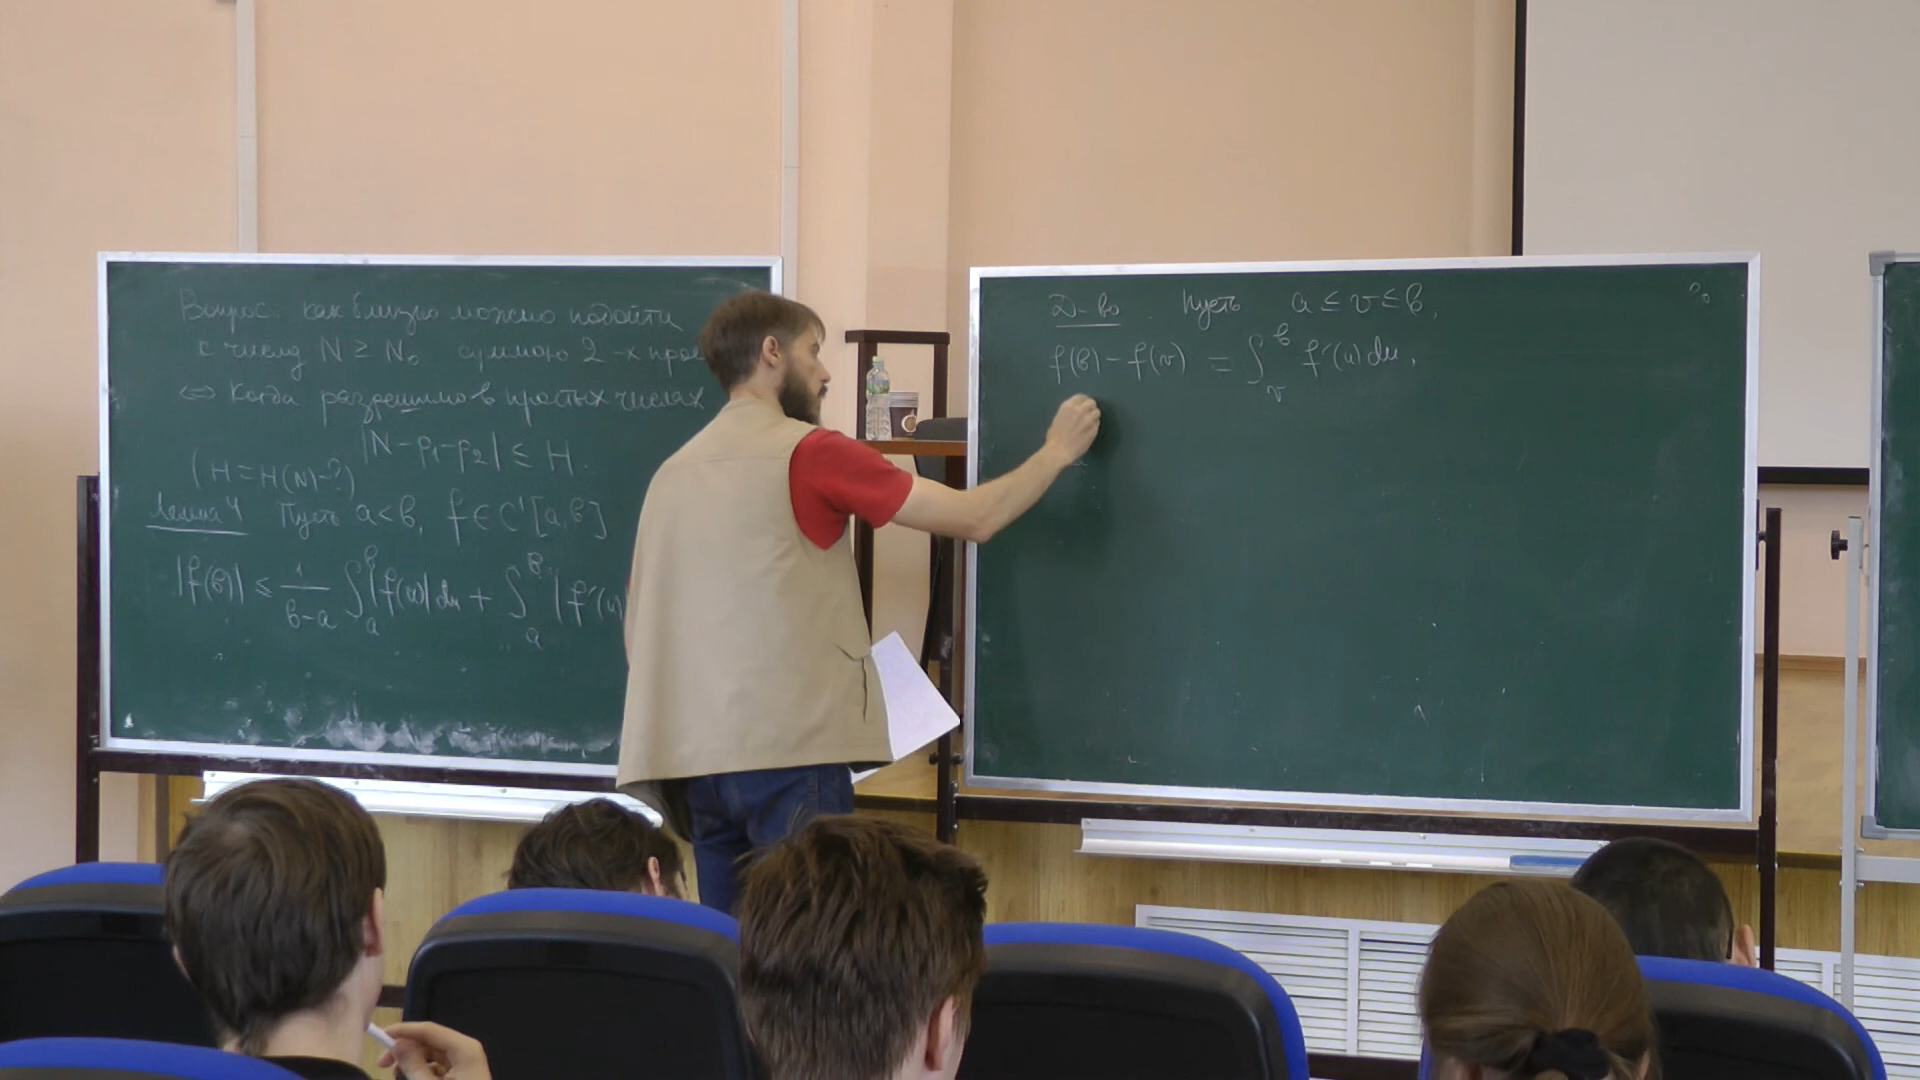 Вопрос: как близко можно подойти
к числу N ≥ N₀ суммою 2-х прос
⇔ Когда разрешимо в простых числах
|N-p₁-p₂| ≤ H.
(H=H(N)-?)
Лемма 4 Пусть a<b, f∈C¹[a,b]
|f(b)| ≤ 1/(b-a) ∫ₐᵇ|f(u)|du + ∫ₐᵇ |f'(u)
Д-во. Пусть a ≤ v ≤ b,
f(b)-f(v) = ∫ᵥᵇ f'(u)du,